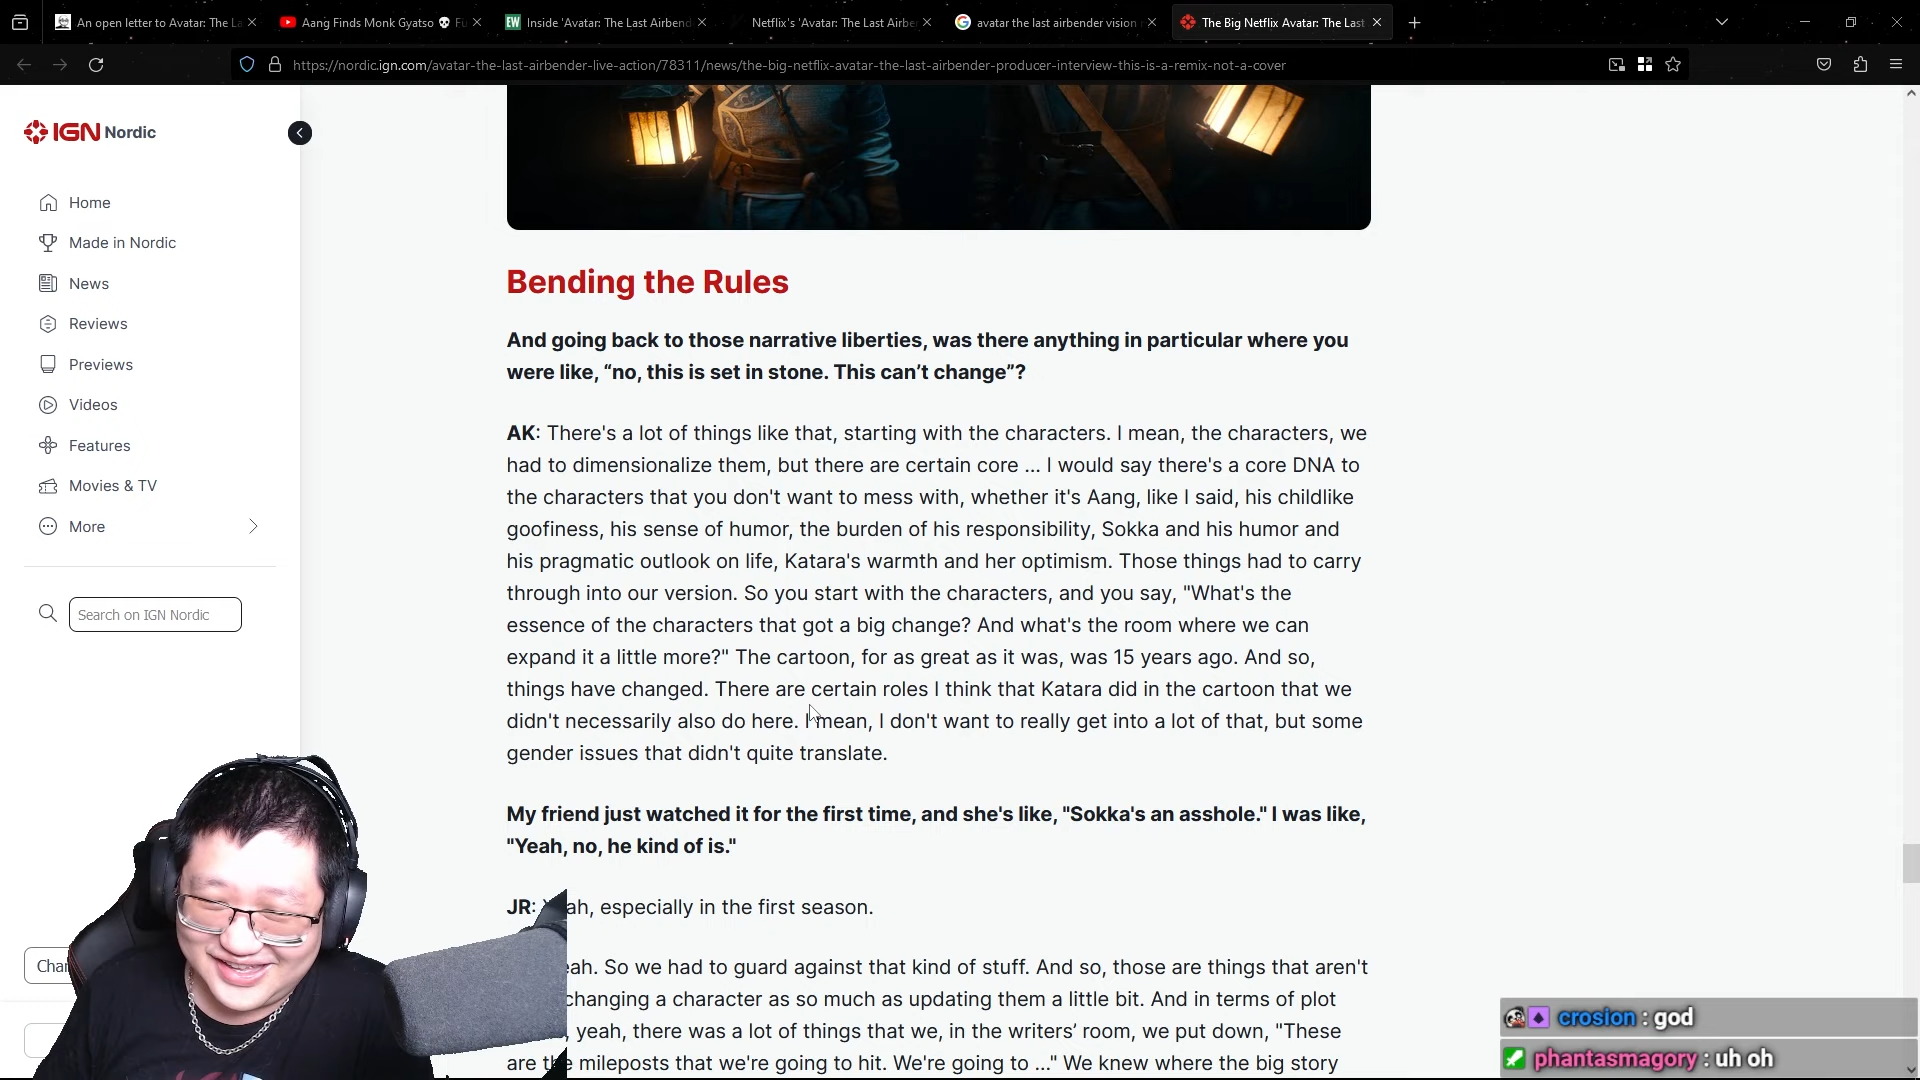 An open letter to Avatar: The La
Aang Finds Monk Gyatso 💀 Fu
Inside 'Avatar: The Last Airbend
Netflix's 'Avatar: The Last Airbe
avatar the last airbender vision
The Big Netflix Avatar: The Last
https://nordic.ign.com/avatar-the-last-airbender-live-action/78311/news/the-big-netflix-avatar-the-last-airbender-producer-interview-this-is-a-remix-not-a-cover
IGN Nordic
Home
Made in Nordic
News
Reviews
Previews
Videos
Features
Movies & TV
More
Search on IGN Nordic
Char
Bending the Rules
And going back to those narrative liberties, was there anything in particular where you
were like, “no, this is set in stone. This can’t change”?
AK: There's a lot of things like that, starting with the characters. I mean, the characters, we
had to dimensionalize them, but there are certain core ... I would say there's a core DNA to
the characters that you don't want to mess with, whether it's Aang, like I said, his childlike
goofiness, his sense of humor, the burden of his responsibility, Sokka and his humor and
his pragmatic outlook on life, Katara's warmth and her optimism. Those things had to carry
through into our version. So you start with the characters, and you say, "What's the
essence of the characters that got a big change? And what's the room where we can
expand it a little more?" The cartoon, for as great as it was, was 15 years ago. And so,
things have changed. There are certain roles I think that Katara did in the cartoon that we
didn't necessarily also do here. I mean, I don't want to really get into a lot of that, but some
gender issues that didn't quite translate.
My friend just watched it for the first time, and she's like, "Sokka's an asshole." I was like,
"Yeah, no, he kind of is."
JR: ah, especially in the first season.
eah. So we had to guard against that kind of stuff. And so, those are things that aren't
changing a character as so much as updating them a little bit. And in terms of plot
yeah, there was a lot of things that we, in the writers’ room, we put down, "These
are the mileposts that we're going to hit. We're going to ..." We knew where the big story
crosion : god
phantasmagory : uh oh